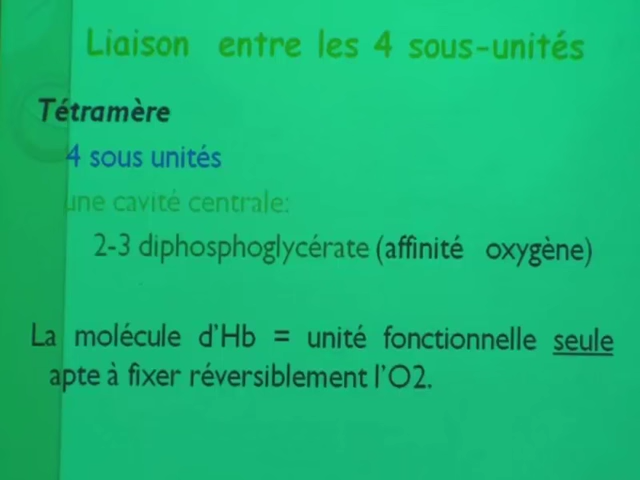 Liaison entre les 4 sous-unités
Tétramère
4 sous unités
une cavité centrale:
2-3 diphosphoglycérate (affinité oxygène)
La molécule d'Hb = unité fonctionnelle seule
apte à fixer réversiblement l'O2.